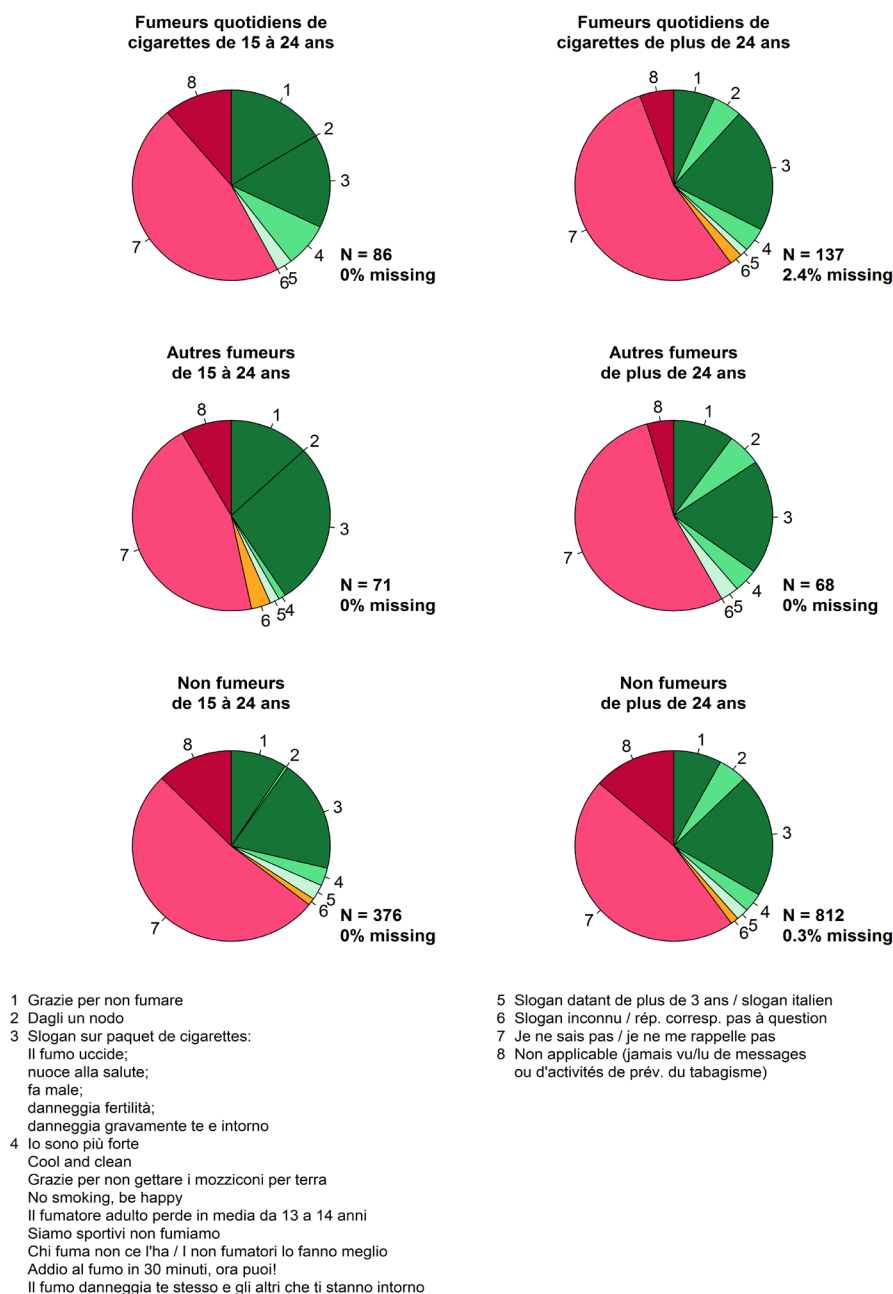 Fumeurs quotidiens de
cigarettes de 15 à 24 ans
1
2
3
4
5
6
7
8
N = 86
0% missing
Fumeurs quotidiens de
cigarettes de plus de 24 ans
1
2
3
4
5
6
7
8
N = 137
2.4% missing
Autres fumeurs
de 15 à 24 ans
1
2
3
4
5
6
7
8
N = 71
0% missing
Autres fumeurs
de plus de 24 ans
1
2
3
4
5
6
7
8
N = 68
0% missing
Non fumeurs
de 15 à 24 ans
1
2
3
4
5
6
7
8
N = 376
0% missing
Non fumeurs
de plus de 24 ans
1
2
3
4
5
6
7
8
N = 812
0.3% missing
1 Grazie per non fumare
2 Dagli un nodo
3 Slogan sur paquet de cigarettes:
Il fumo uccide;
nuoce alla salute;
fa male;
danneggia fertilità;
danneggia gravamente te e intorno
4 Io sono più forte
Cool and clean
Grazie per non gettare i mozziconi per terra
No smoking, be happy
Il fumatore adulto perde in media da 13 a 14 anni
Siamo sportivi non fumiamo
Chi fuma non ce l'ha / I non fumatori lo fanno meglio
Addio al fumo in 30 minuti, ora puoi!
Il fumo danneggia te stesso e gli altri che ti stanno intorno
5 Slogan datant de plus de 3 ans / slogan italien
6 Slogan inconnu / rép. corresp. pas à question
7 Je ne sais pas / je ne me rappelle pas
8 Non applicable (jamais vu/lu de messages
ou d'activités de prév. du tabagisme)